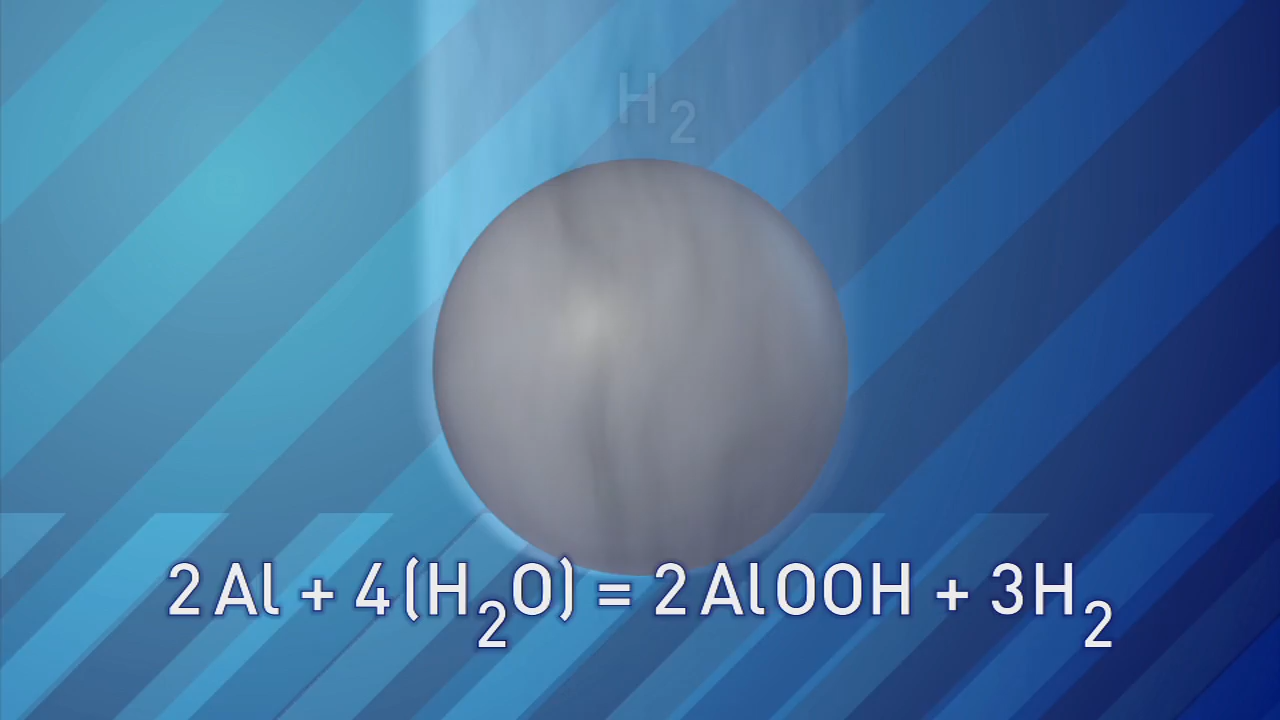 H₂
2Al + 4(H₂O) = 2AlOOH + 3H₂